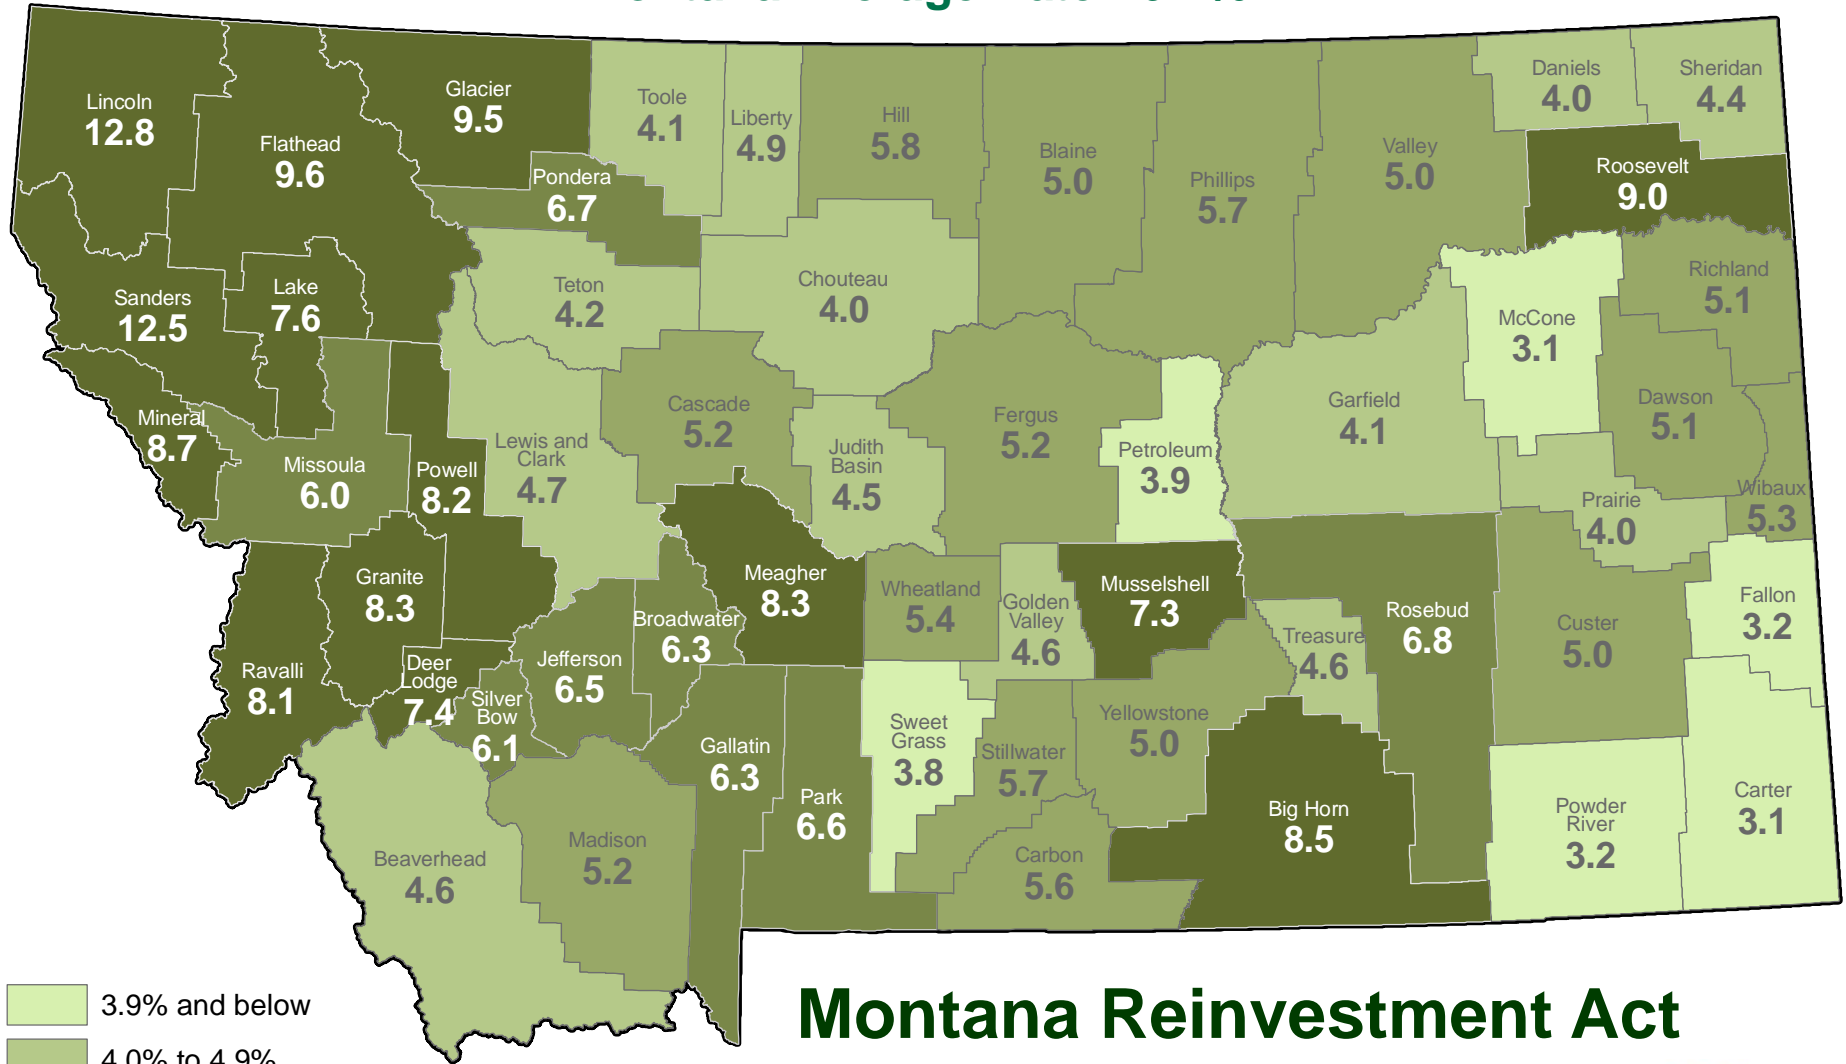 Lincoln
12.8
Flathead
9.6
Glacier
9.5
Toole
4.1
Liberty
4.9
Hill
5.8
Blaine
5.0
Phillips
5.7
Valley
5.0
Daniels
4.0
Sheridan
4.4
Roosevelt
9.0
Pondera
6.7
Sanders
12.5
Lake
7.6
Teton
4.2
Chouteau
4.0
McCone
3.1
Richland
5.1
Mineral
8.7
Missoula
6.0
Powell
8.2
Lewis and
Clark
4.7
Cascade
5.2
Judith
Basin
4.5
Fergus
5.2
Petroleum
3.9
Garfield
4.1
Dawson
5.1
Prairie
4.0
Wibaux
5.3
Granite
8.3
Ravalli
8.1
Deer
Lodge
7.4
Silver
Bow
6.1
Jefferson
6.5
Broadwater
6.3
Meagher
8.3
Wheatland
5.4
Golden
Valley
4.6
Musselshell
7.3
Treasure
4.6
Rosebud
6.8
Custer
5.0
Fallon
3.2
Beaverhead
4.6
Madison
5.2
Gallatin
6.3
Park
6.6
Sweet
Grass
3.8
Stillwater
5.7
Yellowstone
5.0
Carbon
5.6
Big Horn
8.5
Powder
River
3.2
Carter
3.1
3.9% and below
4.0% to 4.9%
Montana Reinvestment Act